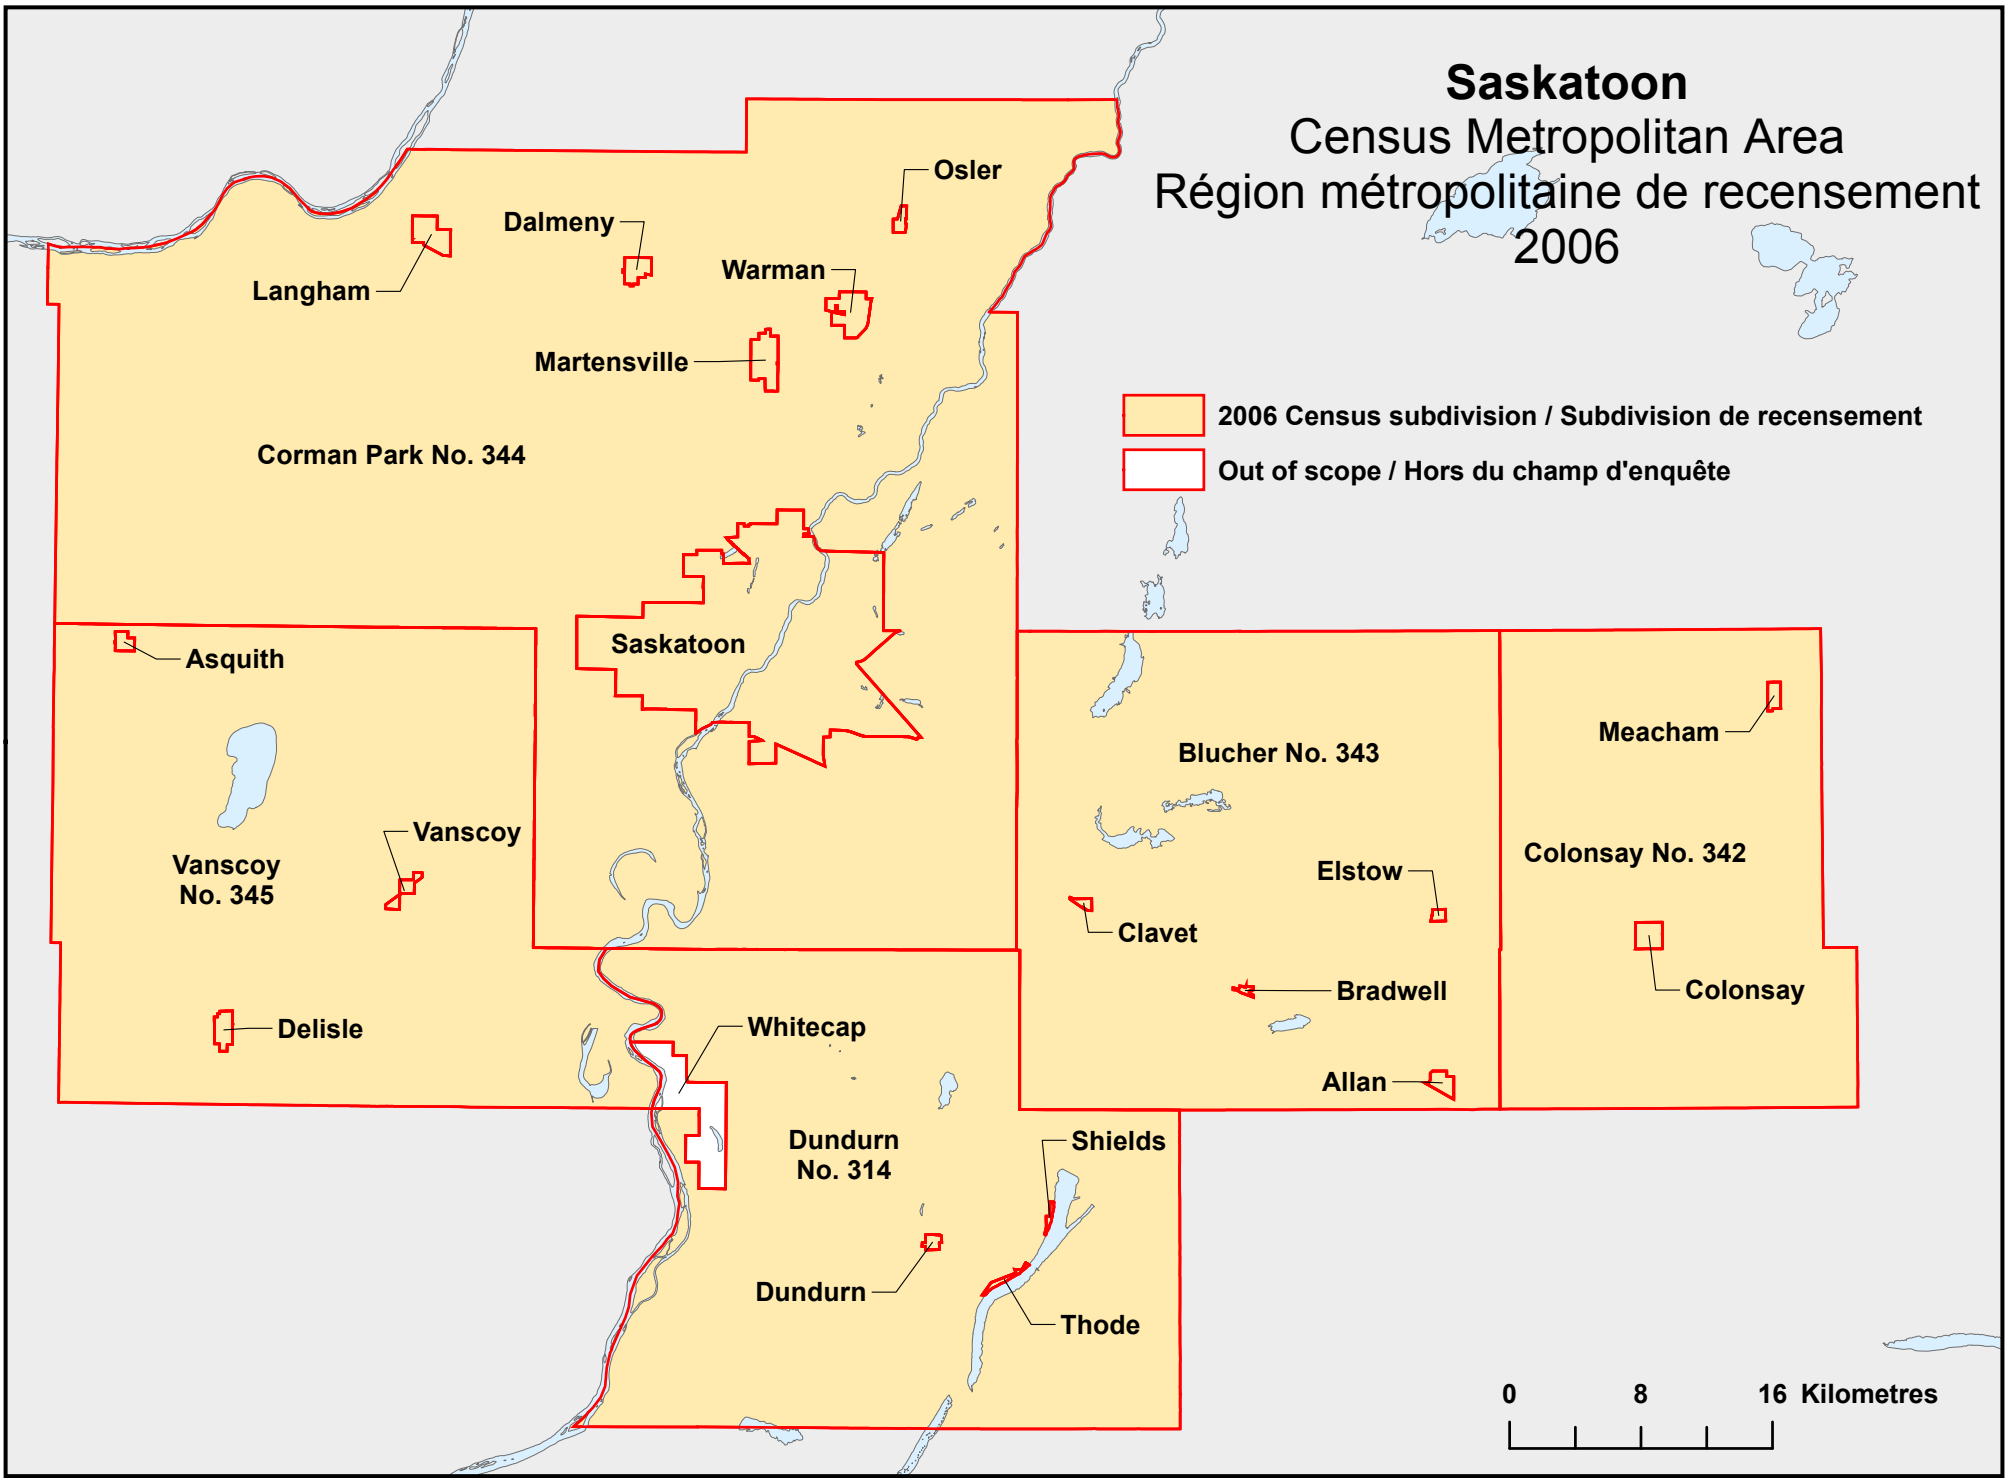 Saskatoon
Census Metropolitan Area
Région métropolitaine de recensement
2006
Osler
Dalmeny
Warman
Langham
Martensville
2006 Census subdivision / Subdivision de recensement
Out of scope / Hors du champ d'enquête
Corman Park No. 344
Saskatoon
Asquith
Meacham
Blucher No. 343
Vanscoy
Vanscoy
No. 345
Colonsay No. 342
Elstow
Clavet
Bradwell
Colonsay
Delisle
Whitecap
Allan
Dundurn
No. 314
Shields
Dundurn
Thode
0 8 16 Kilometres